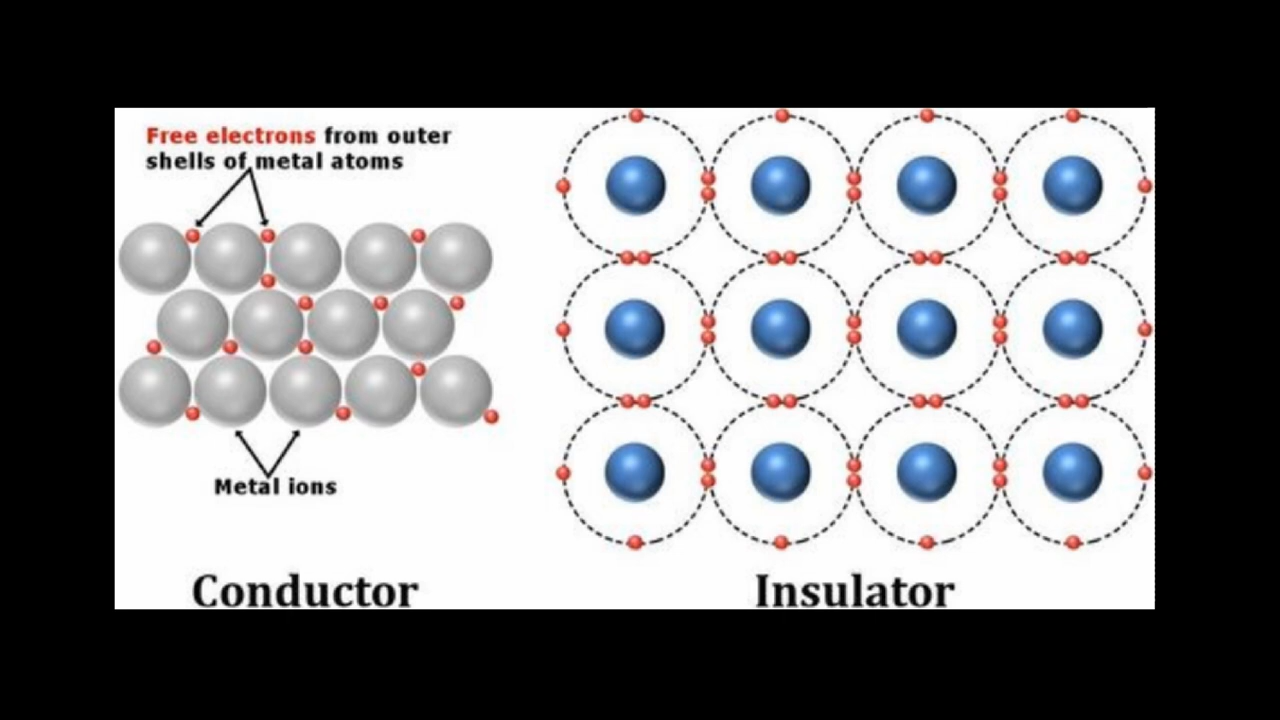 Free electrons from outer
shells of metal atoms
Metal ions
Conductor
Insulator